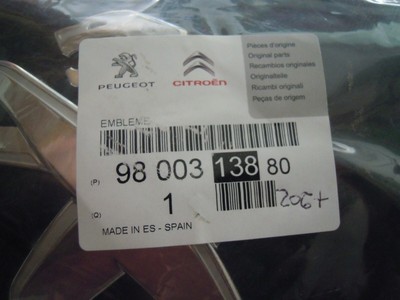 PEUGEOT
CITROËN
Pièces d'origine
Original parts
Recambios originales
Originalteile
Ricambi originali
Peças de origem
EMBLEME
(P) 98 003 138 80
(Q) 1
MADE IN ES - SPAIN